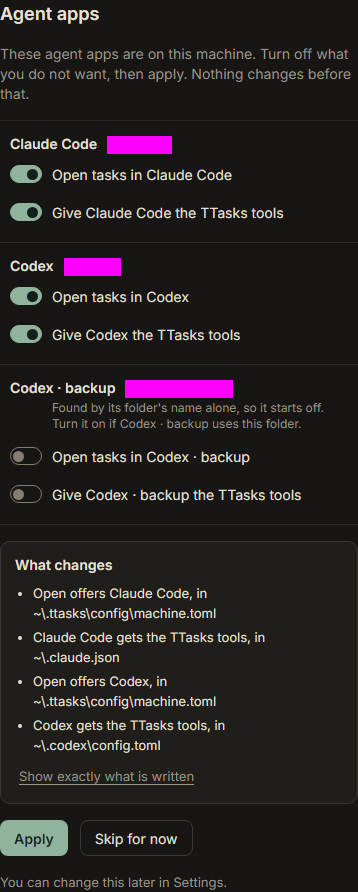 Agent apps
These agent apps are on this machine. Turn off what
you do not want, then apply. Nothing changes before
that.
Claude Code
Open tasks in Claude Code
Give Claude Code the TTasks tools
Codex
Open tasks in Codex
Give Codex the TTasks tools
Codex · backup
Found by its folder's name alone, so it starts off.
Turn it on if Codex · backup uses this folder.
Open tasks in Codex · backup
Give Codex · backup the TTasks tools
What changes
• Open offers Claude Code, in
~\.ttasks\config\machine.toml
• Claude Code gets the TTasks tools, in
~\.claude.json
• Open offers Codex, in
~\.ttasks\config\machine.toml
• Codex gets the TTasks tools, in
~\.codex\config.toml
Show exactly what is written
Apply
Skip for now
You can change this later in Settings.